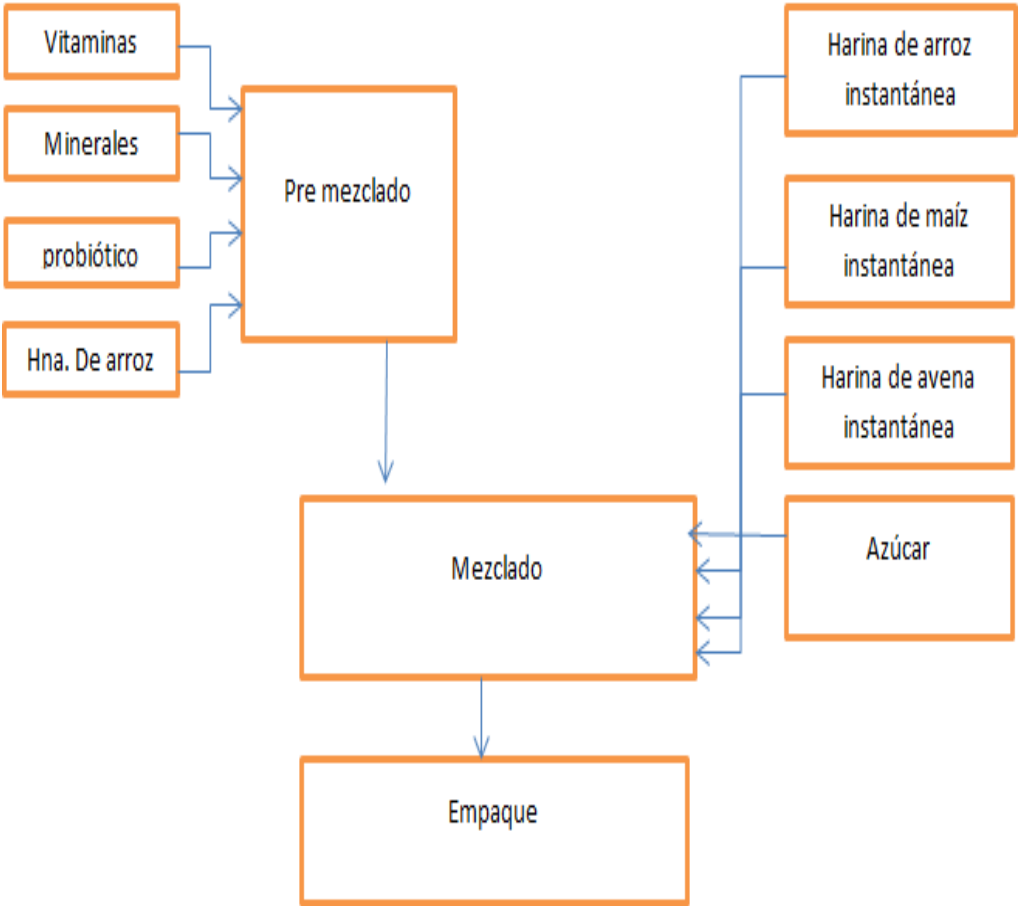 Vitaminas
Minerales
probiótico
Hna. De arroz
Pre mezclado
Harina de arroz
instantánea
Harina de maíz
instantánea
Harina de avena
instantánea
Azúcar
Mezclado
Empaque